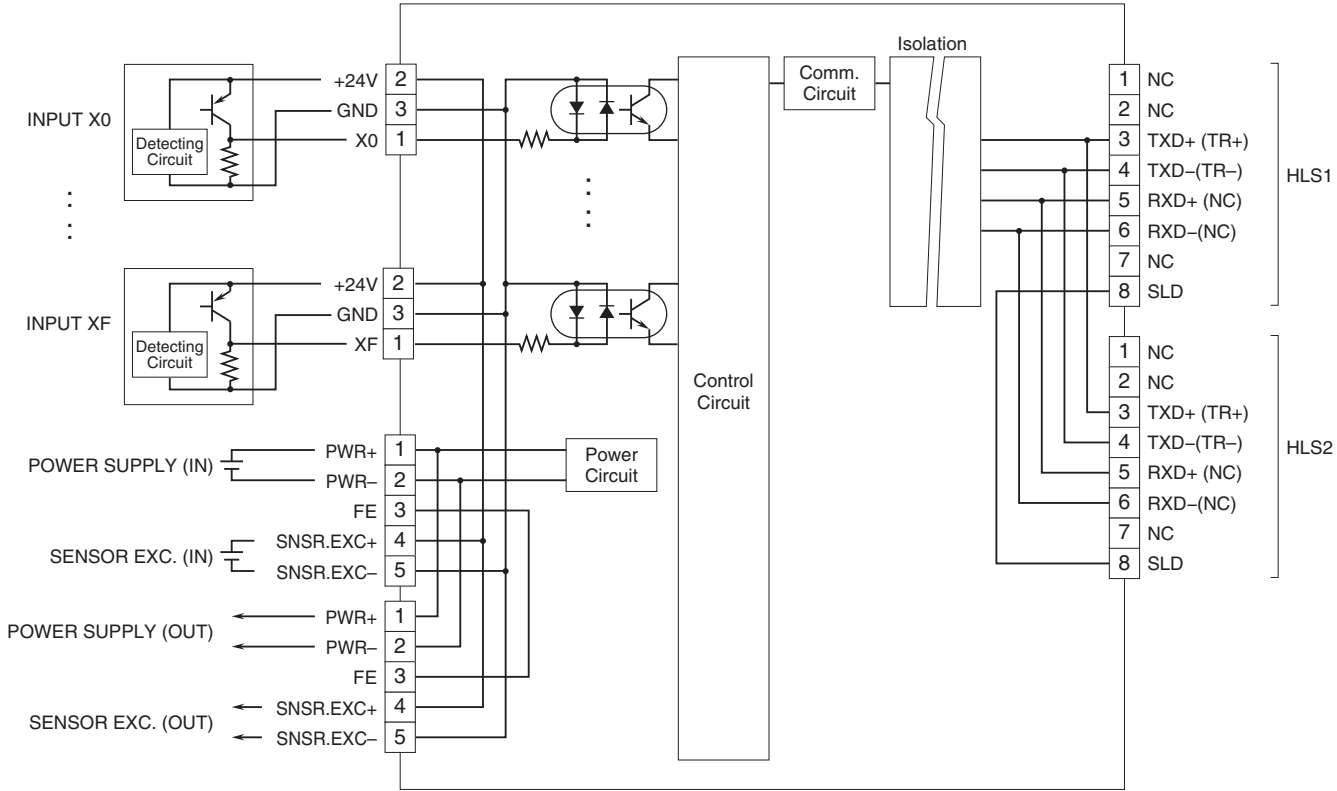 INPUT X0
Detecting
Circuit
+24V 2
GND 3
X0 1
INPUT XF
Detecting
Circuit
+24V 2
GND 3
XF 1
POWER SUPPLY (IN)
PWR+ 1
PWR– 2
FE 3
SENSOR EXC. (IN)
SNSR.EXC+ 4
SNSR.EXC– 5
POWER SUPPLY (OUT)
PWR+ 1
PWR– 2
FE 3
SENSOR EXC. (OUT)
SNSR.EXC+ 4
SNSR.EXC– 5
Power
Circuit
Control
Circuit
Comm.
Circuit
Isolation
1 NC
2 NC
3 TXD+ (TR+)
4 TXD–(TR–)
5 RXD+ (NC)
6 RXD–(NC)
7 NC
8 SLD
HLS1
1 NC
2 NC
3 TXD+ (TR+)
4 TXD–(TR–)
5 RXD+ (NC)
6 RXD–(NC)
7 NC
8 SLD
HLS2